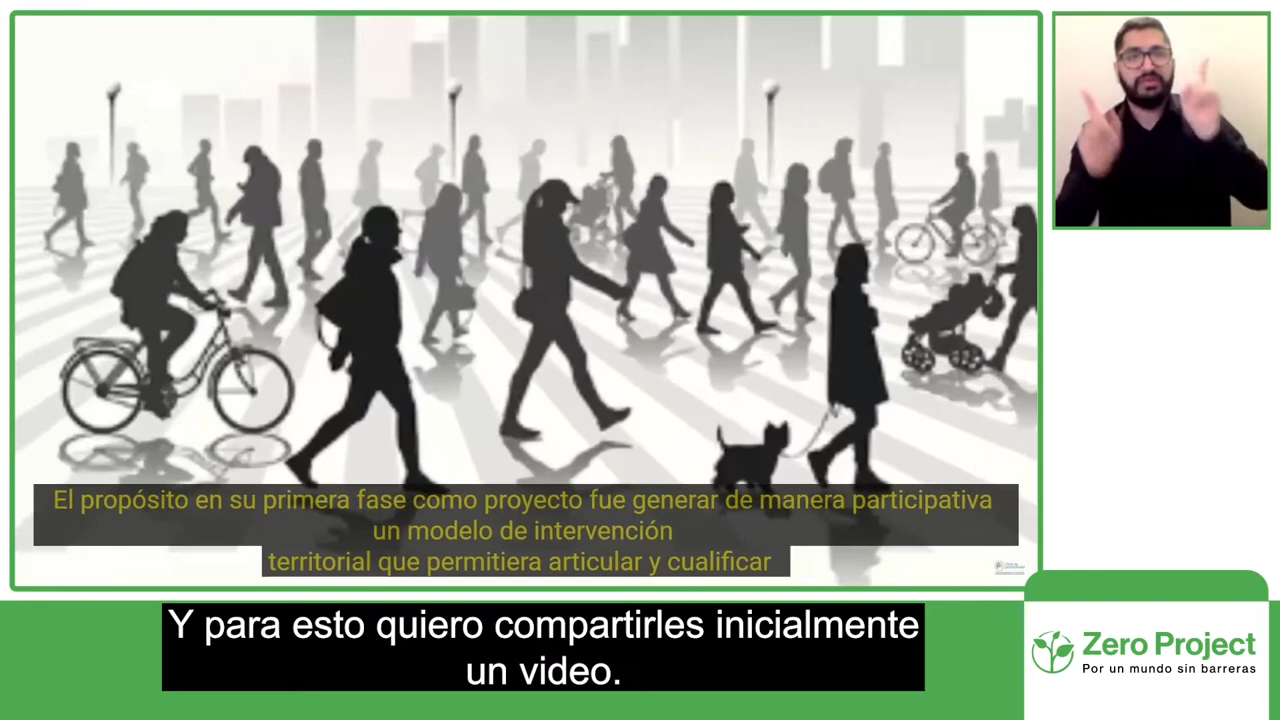 El propósito en su primera fase como proyecto fue generar de manera participativa
un modelo de intervención
territorial que permitiera articular y cualificar
Y para esto quiero compartirles inicialmente
un video.
Zero Project
Por un mundo sin barreras